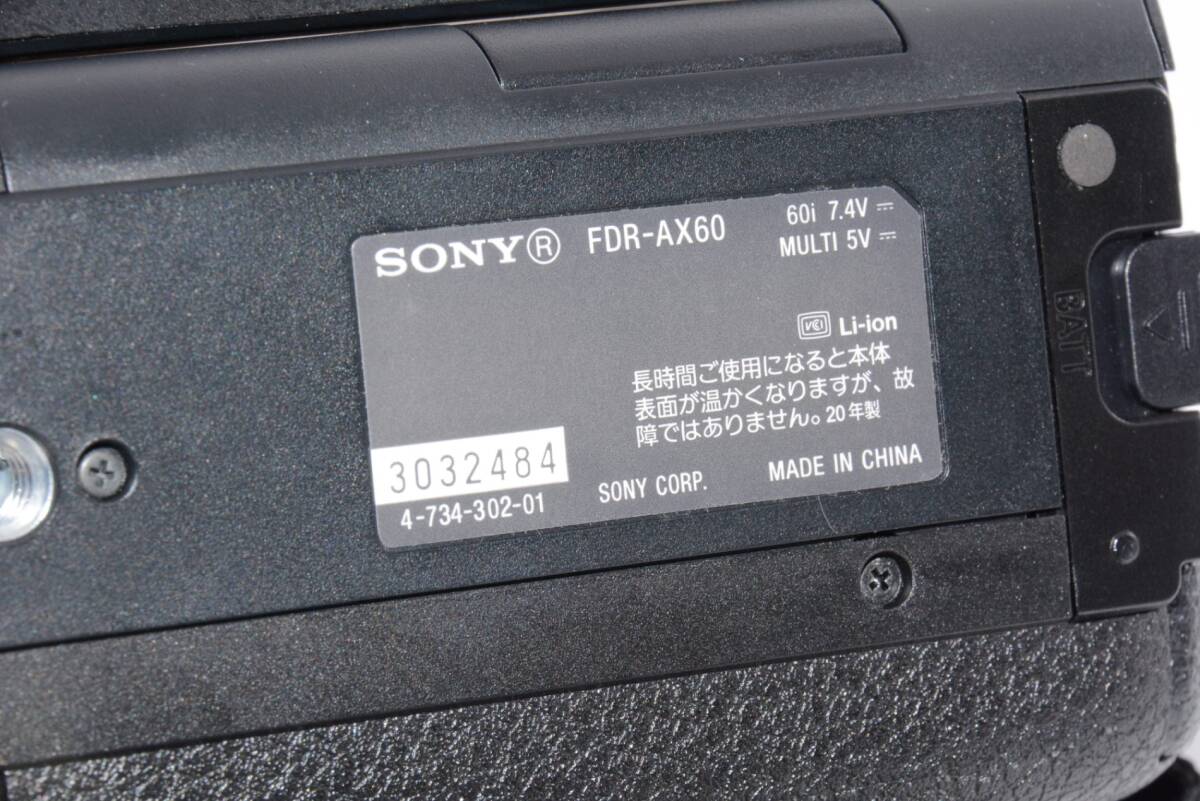 SONY® FDR-AX60
60i 7.4V ⎓
MULTI 5V ⎓
VCCI Li-ion
長時間ご使用になると本体
表面が温かくなりますが、故
障ではありません。20年製
3032484
4-734-302-01
SONY CORP.
MADE IN CHINA
BATT